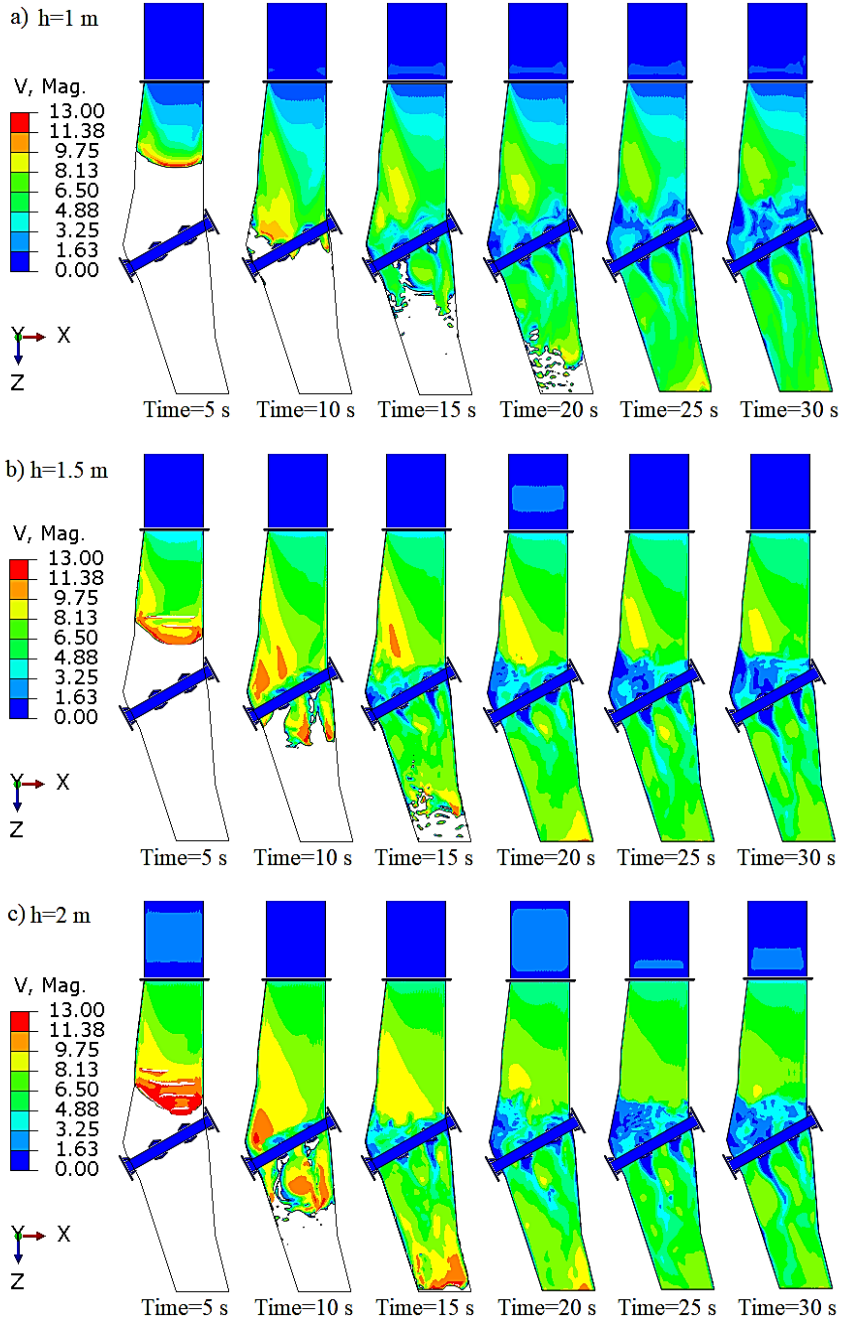 a) h=1 m
V, Mag.
13.00
11.38
9.75
8.13
6.50
4.88
3.25
1.63
0.00
Y X
Z
Time=5 s Time=10 s Time=15 s Time=20 s Time=25 s Time=30 s
b) h=1.5 m
V, Mag.
13.00
11.38
9.75
8.13
6.50
4.88
3.25
1.63
0.00
Y X
Z
Time=5 s Time=10 s Time=15 s Time=20 s Time=25 s Time=30 s
c) h=2 m
V, Mag.
13.00
11.38
9.75
8.13
6.50
4.88
3.25
1.63
0.00
Y X
Z
Time=5 s Time=10 s Time=15 s Time=20 s Time=25 s Time=30 s